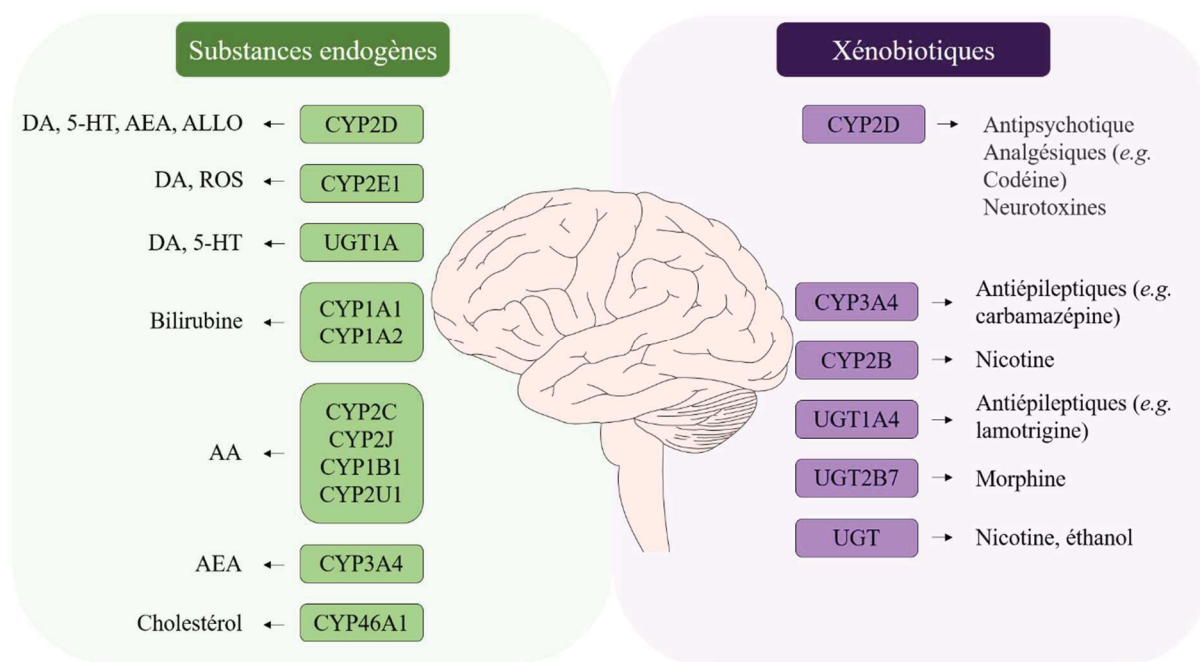 Substances endogènes
DA, 5-HT, AEA, ALLO
CYP2D
DA, ROS
CYP2E1
DA, 5-HT
UGT1A
Bilirubine
CYP1A1
CYP1A2
AA
CYP2C
CYP2J
CYP1B1
CYP2U1
AEA
CYP3A4
Cholestérol
CYP46A1
Xénobiotiques
CYP2D
Antipsychotique
Analgésiques (e.g.
Codéine)
Neurotoxines
CYP3A4
Antiépileptiques (e.g.
carbamazépine)
CYP2B
Nicotine
UGT1A4
Antiépileptiques (e.g.
lamotrigine)
UGT2B7
Morphine
UGT
Nicotine, éthanol